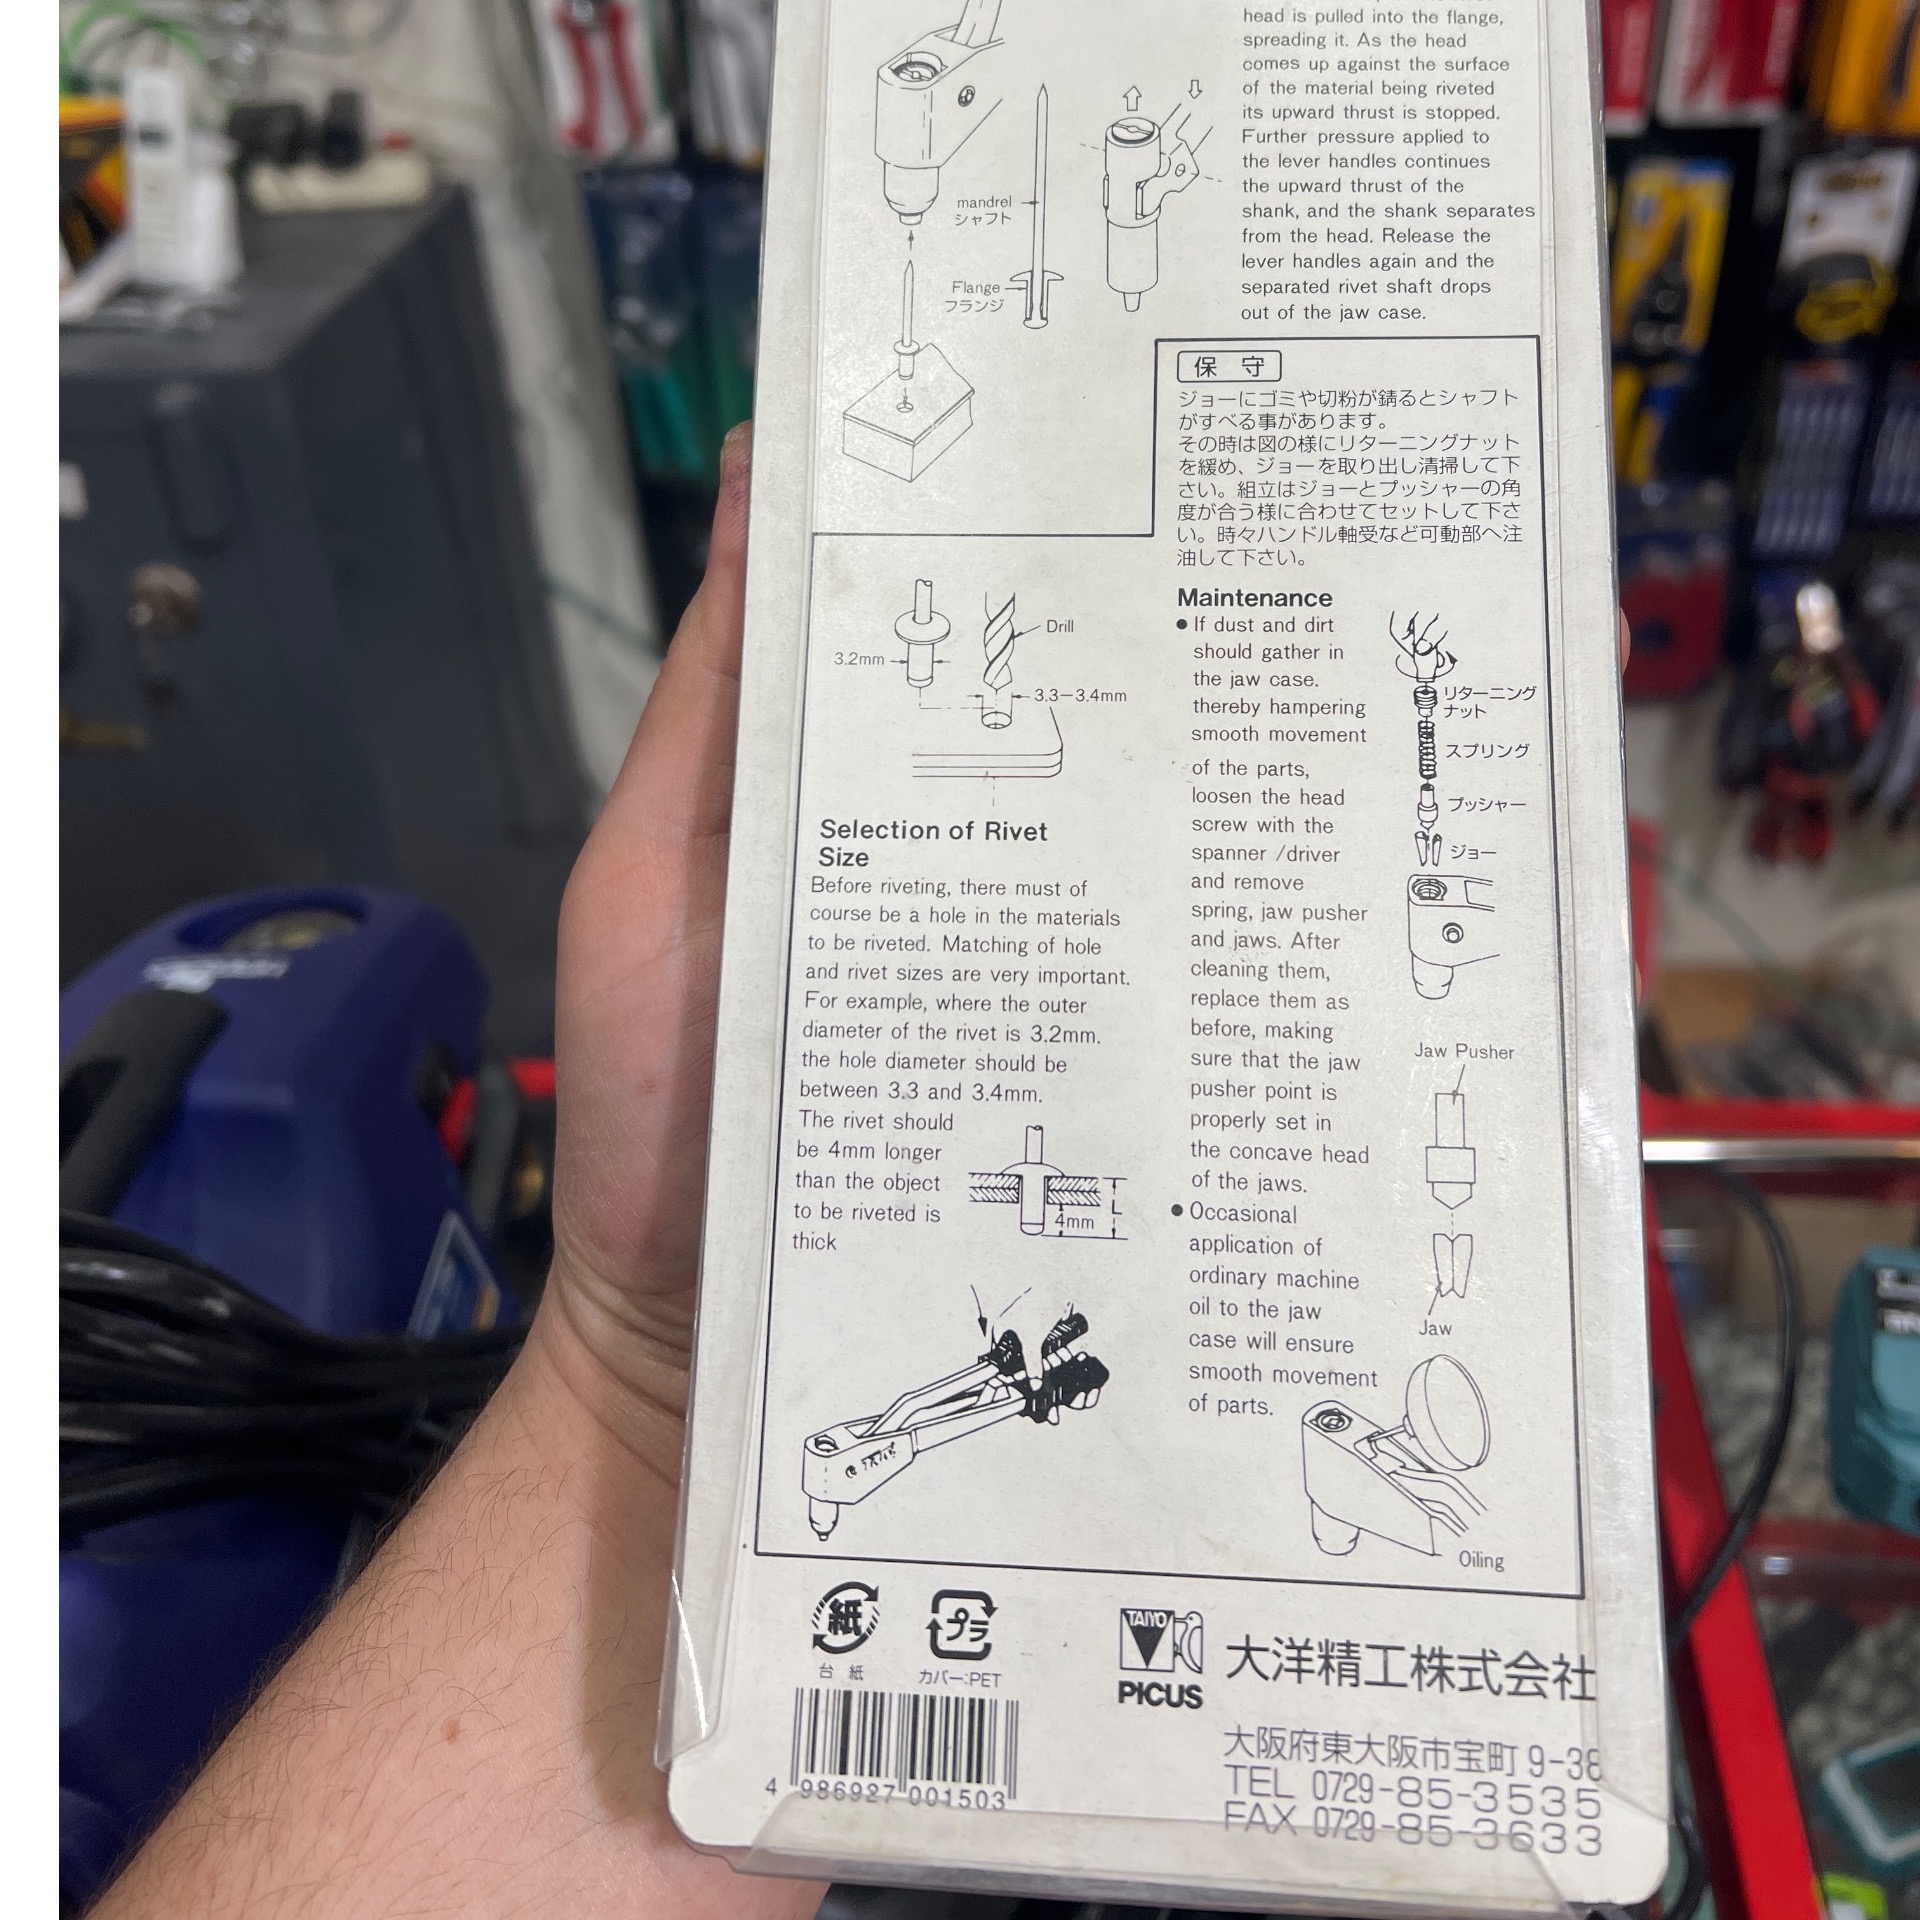 head is pulled into the flange,
spreading it. As the head
comes up against the surface
of the material being riveted
its upward thrust is stopped.
Further pressure applied to
the lever handles continues
the upward thrust of the
shank, and the shank separates
from the head. Release the
lever handles again and the
separated rivet shaft drops
out of the jaw case.
mandrel
シャフト
Flange
フランジ
保 守
ジョーにゴミや切粉が錆るとシャフト
がすべる事があります。
その時は図の様にリターニングナット
を緩め、ジョーを取り出し清掃して下
さい。組立はジョーとプッシャーの角
度が合う様に合わせてセットして下さ
い。時々ハンドル軸受など可動部へ注
油して下さい。
3.2mm
Drill
3.3－3.4mm
Selection of Rivet
Size
Before riveting, there must of
course be a hole in the materials
to be riveted. Matching of hole
and rivet sizes are very important.
For example, where the outer
diameter of the rivet is 3.2mm.
the hole diameter should be
between 3.3 and 3.4mm.
The rivet should
be 4mm longer
than the object
to be riveted is
thick
L
4mm
Maintenance
● If dust and dirt
should gather in
the jaw case.
thereby hampering
smooth movement
of the parts,
loosen the head
screw with the
spanner /driver
and remove
spring, jaw pusher
and jaws. After
cleaning them,
replace them as
before, making
sure that the jaw
pusher point is
properly set in
the concave head
of the jaws.
● Occasional
application of
ordinary machine
oil to the jaw
case will ensure
smooth movement
of parts.
リターニング
ナット
スプリング
プッシャー
ジョー
Jaw Pusher
Jaw
Oiling
紙
台 紙
プラ
カバー:PET
TAIYO
PICUS
大洋精工株式会社
大阪府東大阪市宝町9-38
TEL 0729-85-3535
FAX 0729-85-3633
4 986927 001503